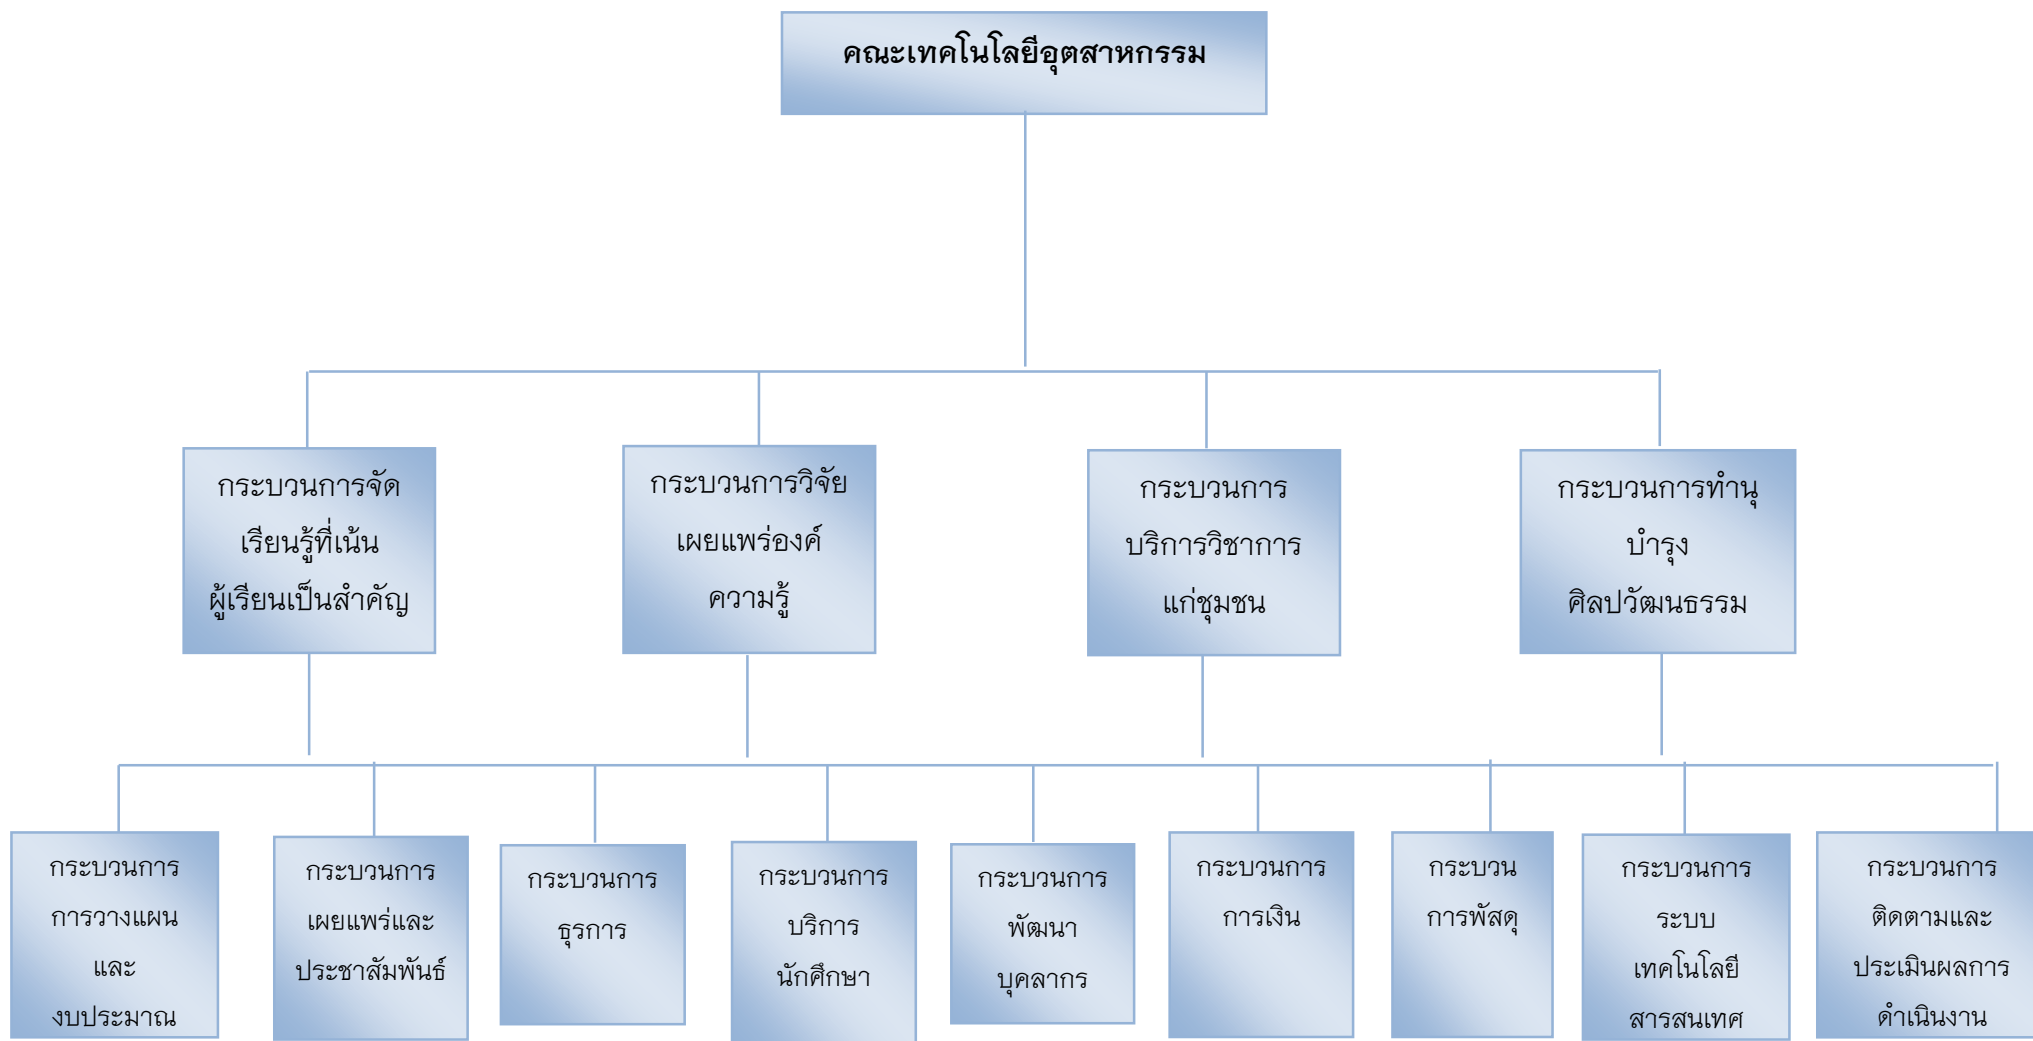 คณะเทคโนโลยีอุตสาหกรรม
กระบวนการจัด
เรียนรู้ที่เน้น
ผู้เรียนเป็นสำคัญ
กระบวนการวิจัย
เผยแพร่องค์
ความรู้
กระบวนการ
บริการวิชาการ
แก่ชุมชน
กระบวนการทำนุ
บำรุง
ศิลปวัฒนธรรม
กระบวนการ
การวางแผน
และ
งบประมาณ
กระบวนการ
เผยแพร่และ
ประชาสัมพันธ์
กระบวนการ
ธุรการ
กระบวนการ
บริการ
นักศึกษา
กระบวนการ
พัฒนา
บุคลากร
กระบวนการ
การเงิน
กระบวน
การพัสดุ
กระบวนการ
ระบบ
เทคโนโลยี
สารสนเทศ
กระบวนการ
ติดตามและ
ประเมินผลการ
ดำเนินงาน